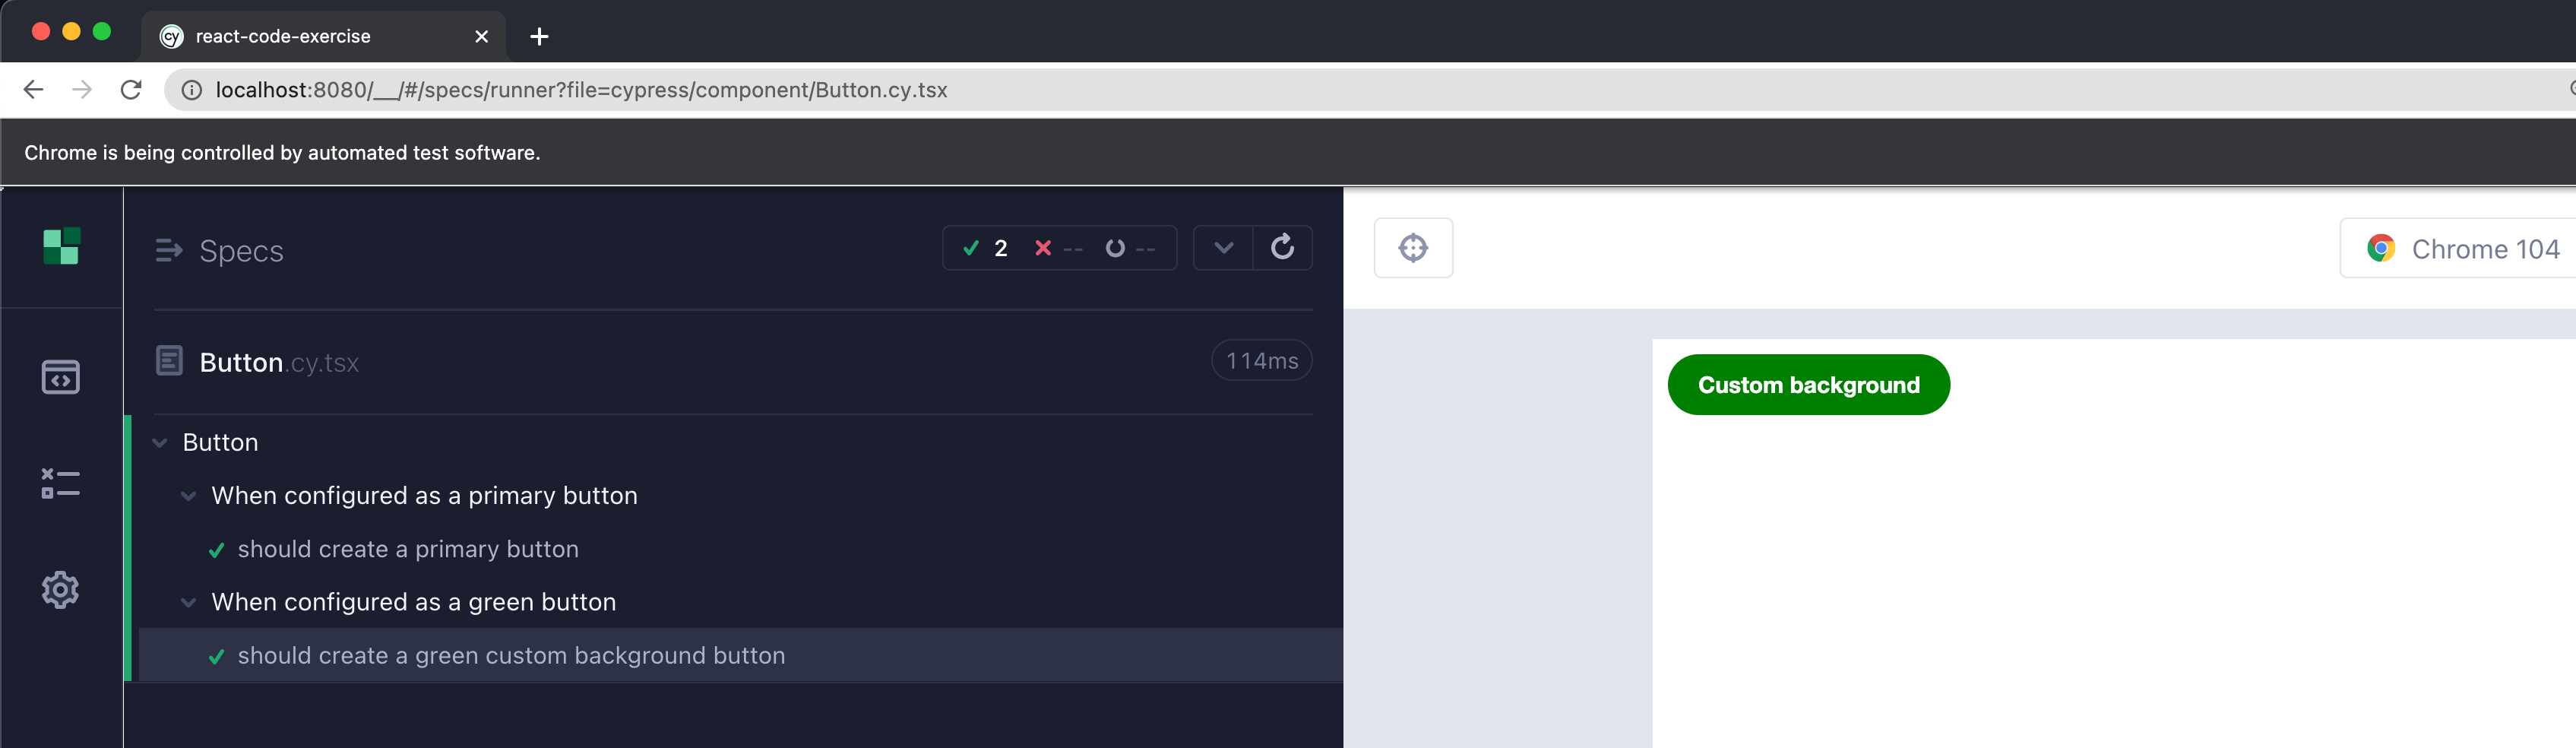 cy react-code-exercise
localhost:8080/__/#/specs/runner?file=cypress/component/Button.cy.tsx
Chrome is being controlled by automated test software.
Specs
2 -- --
Chrome 104
Button.cy.tsx
114ms
Custom background
Button
When configured as a primary button
should create a primary button
When configured as a green button
should create a green custom background button